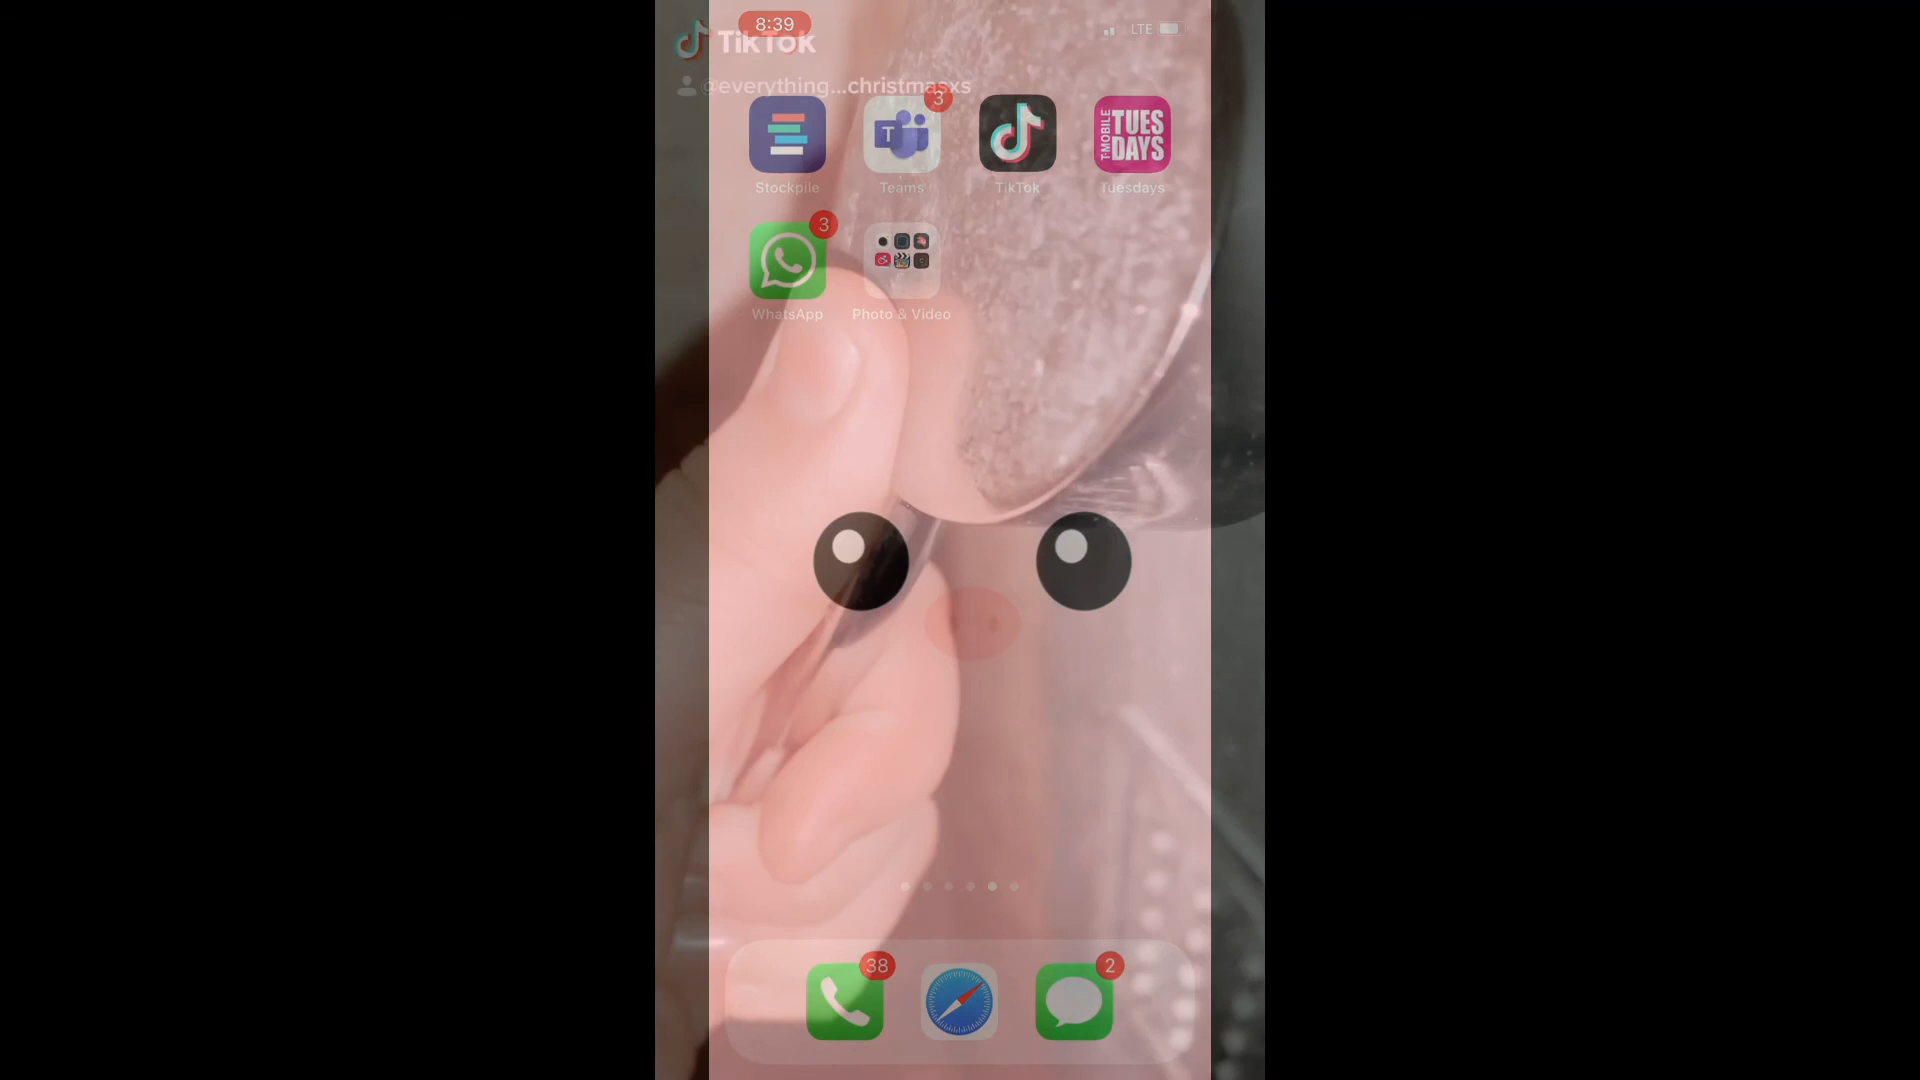 8:39
LTE
TikTok
@everything...christmasxs
3
T
T-MOBILE
TUES
DAYS
Stockpile
Teams
TikTok
Tuesdays
3
WhatsApp
Photo & Video
38
2